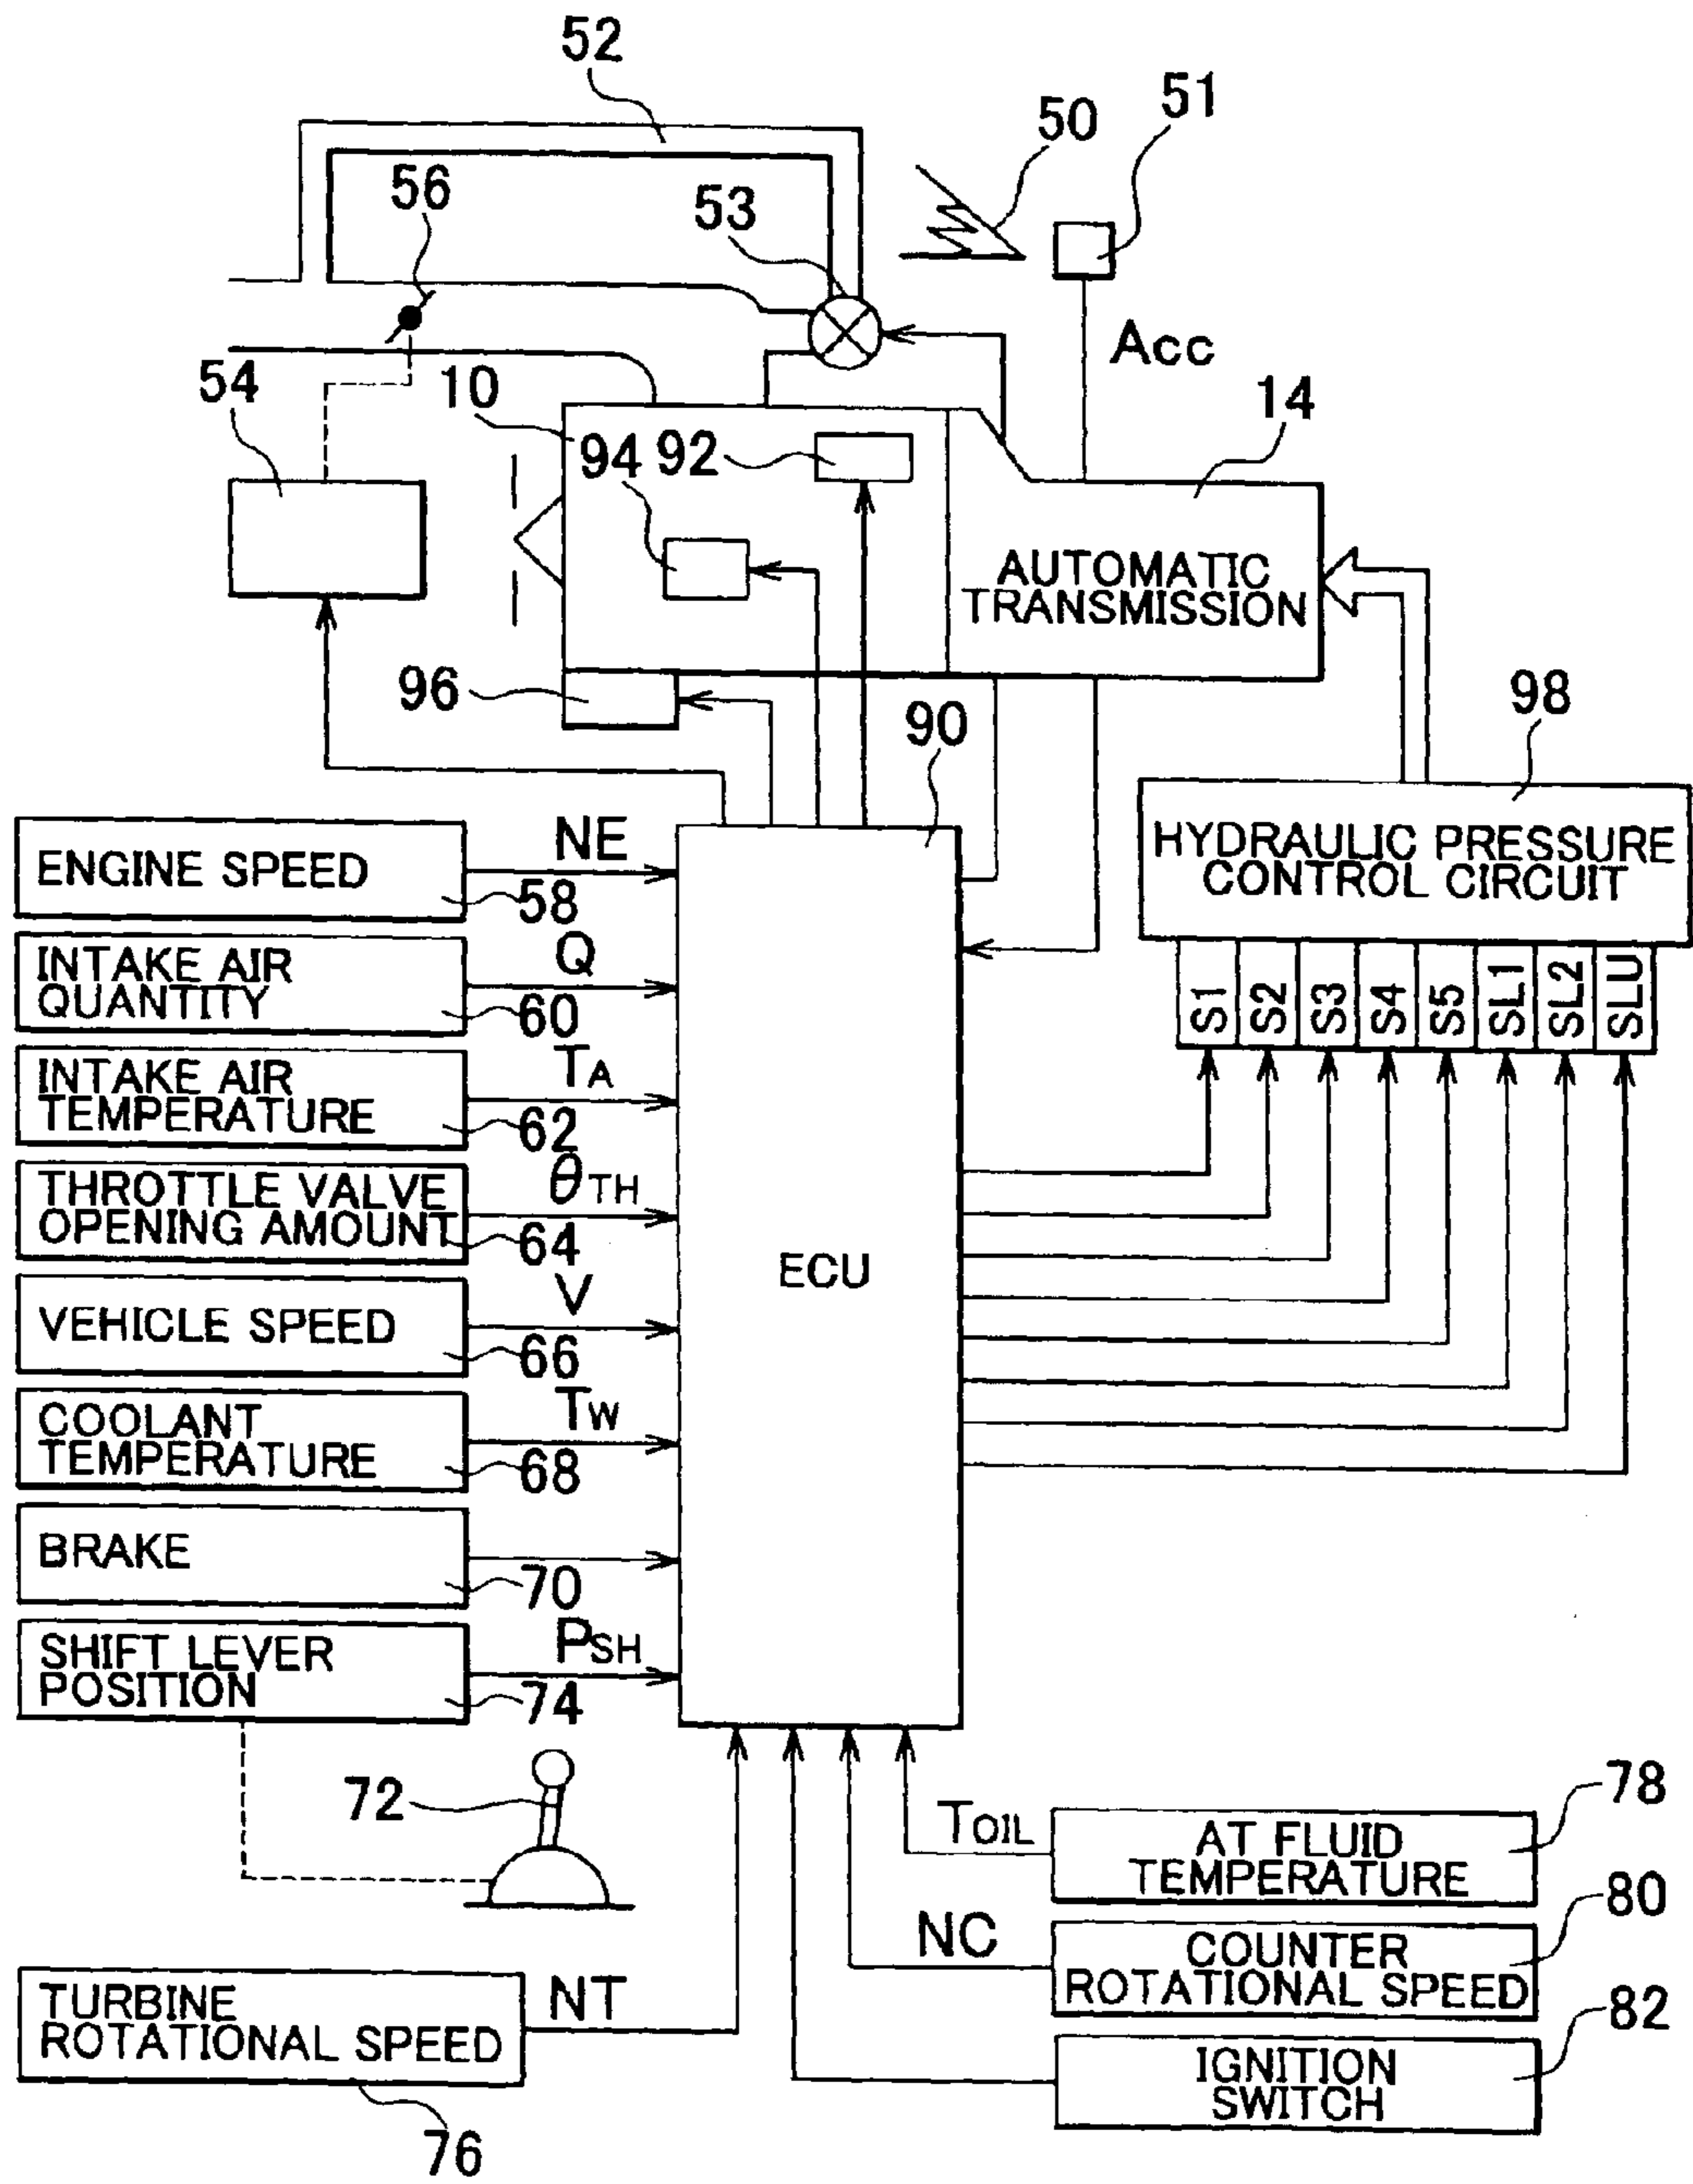 52
51
50
56
53
Acc
54
10
14
94
92
AUTOMATIC
TRANSMISSION
96
90
98
HYDRAULIC PRESSURE
CONTROL CIRCUIT
S1
S2
S3
S4
S5
SL1
SL2
SLU
ENGINE SPEED
NE
58
INTAKE AIR
QUANTITY
Q
60
INTAKE AIR
TEMPERATURE
TA
62
THROTTLE VALVE
OPENING AMOUNT
θTH
64
VEHICLE SPEED
V
66
COOLANT
TEMPERATURE
TW
68
BRAKE
70
SHIFT LEVER
POSITION
PSH
74
ECU
72
TURBINE
ROTATIONAL SPEED
NT
76
TOIL
AT FLUID
TEMPERATURE
78
NC
COUNTER
ROTATIONAL SPEED
80
IGNITION
SWITCH
82